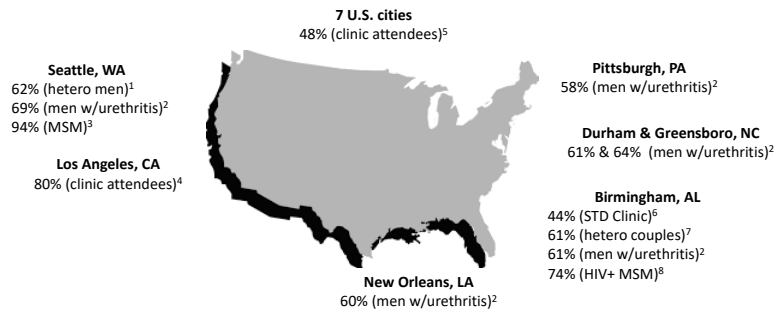 7 U.S. cities
48% (clinic attendees)⁵
Seattle, WA
62% (hetero men)¹
69% (men w/urethritis)²
94% (MSM)³
Los Angeles, CA
80% (clinic attendees)⁴
Pittsburgh, PA
58% (men w/urethritis)²
Durham & Greensboro, NC
61% & 64% (men w/urethritis)²
Birmingham, AL
44% (STD Clinic)⁶
61% (hetero couples)⁷
61% (men w/urethritis)²
74% (HIV+ MSM)⁸
New Orleans, LA
60% (men w/urethritis)²